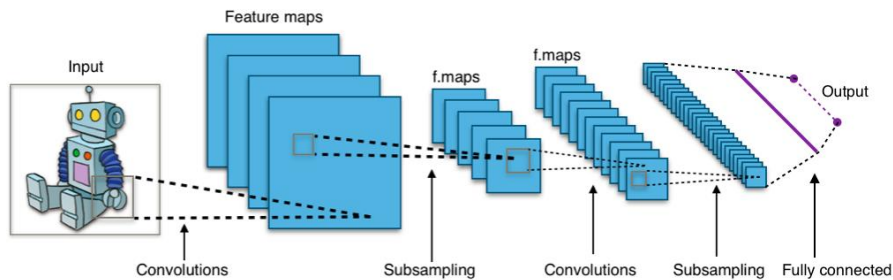 Feature maps
Input
f.maps
f.maps
Output
Convolutions
Subsampling
Convolutions
Subsampling
Fully connected